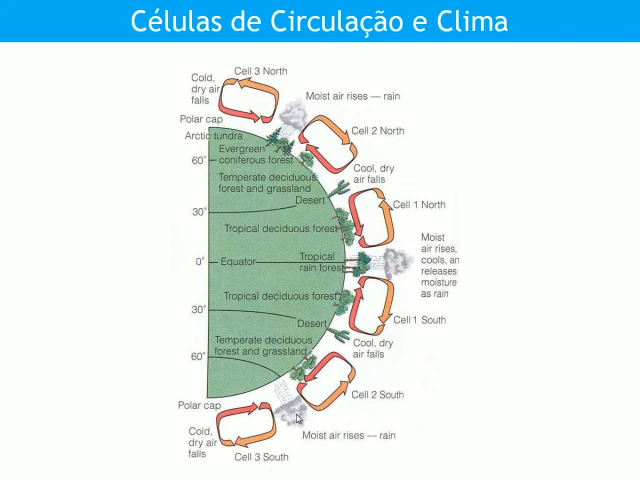 Células de Circulação e Clima
Cell 3 North
Cold,
dry air
falls
Moist air rises — rain
Polar cap
Arctic tundra
Cell 2 North
Evergreen
60° coniferous forest
Cool, dry
air falls
Temperate deciduous
forest and grassland
Desert
Cell 1 North
30°
Tropical deciduous forest
Moist
air rises,
cools, an
releases
moisture
as rain
0° Equator
Tropical
rain forest
Tropical deciduous forest
30°
Cell 1 South
Desert
Cool, dry
air falls
Temperate deciduous
forest and grassland
60°
Cell 2 South
Polar cap
Cold,
dry air
falls
Moist air rises — rain
Cell 3 South